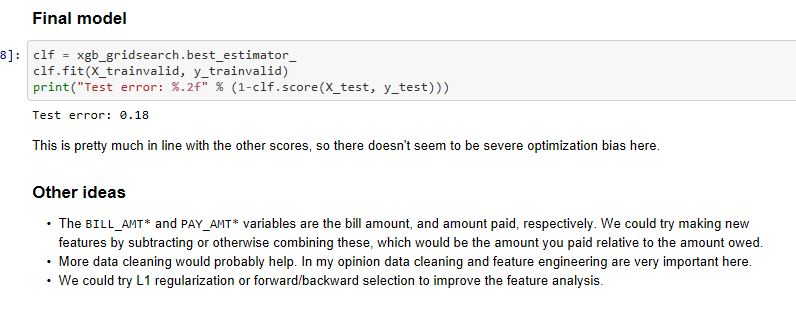 Final model
8]: clf = xgb_gridsearch.best_estimator_
clf.fit(X_trainvalid, y_trainvalid)
print("Test error: %.2f" % (1-clf.score(X_test, y_test)))
Test error: 0.18
This is pretty much in line with the other scores, so there doesn't seem to be severe optimization bias here.
Other ideas
• The BILL_AMT* and PAY_AMT* variables are the bill amount, and amount paid, respectively. We could try making new
features by subtracting or otherwise combining these, which would be the amount you paid relative to the amount owed.
• More data cleaning would probably help. In my opinion data cleaning and feature engineering are very important here.
• We could try L1 regularization or forward/backward selection to improve the feature analysis.